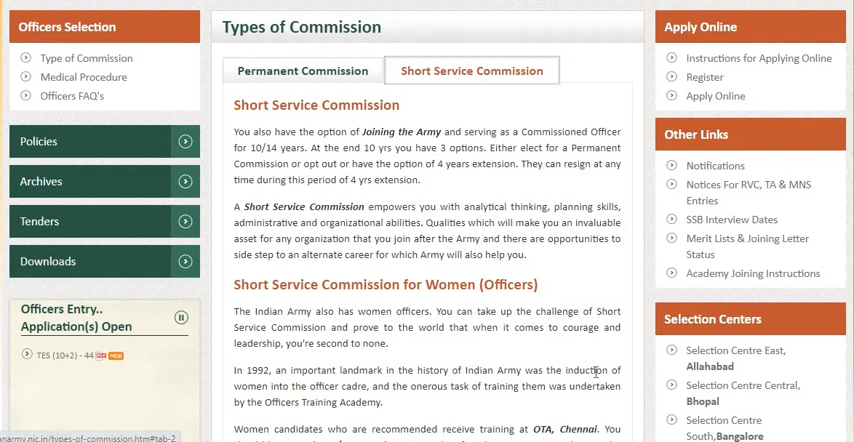 Officers Selection
Type of Commission
Medical Procedure
Officers FAQ's
Policies
Archives
Tenders
Downloads
Officers Entry..
Application(s) Open
TES (10+2) - 44 NEW
anarmy.nic.in/types-of-commission.htm#tab-2
Types of Commission
Permanent Commission
Short Service Commission
Short Service Commission
You also have the option of Joining the Army and serving as a Commissioned Officer
for 10/14 years. At the end 10 yrs you have 3 options. Either elect for a Permanent
Commission or opt out or have the option of 4 years extension. They can resign at any
time during this period of 4 yrs extension.
A Short Service Commission empowers you with analytical thinking, planning skills,
administrative and organizational abilities. Qualities which will make you an invaluable
asset for any organization that you join after the Army and there are opportunities to
side step to an alternate career for which Army will also help you.
Short Service Commission for Women (Officers)
The Indian Army also has women officers. You can take up the challenge of Short
Service Commission and prove to the world that when it comes to courage and
leadership, you're second to none.
In 1992, an important landmark in the history of Indian Army was the induction of
women into the officer cadre, and the onerous task of training them was undertaken
by the Officers Training Academy.
Women candidates who are recommended receive training at OTA, Chennai. You
Apply Online
Instructions for Applying Online
Register
Apply Online
Other Links
Notifications
Notices For RVC, TA & MNS
Entries
SSB Interview Dates
Merit Lists & Joining Letter
Status
Academy Joining Instructions
Selection Centers
Selection Centre East,
Allahabad
Selection Centre Central,
Bhopal
Selection Centre
South,Bangalore